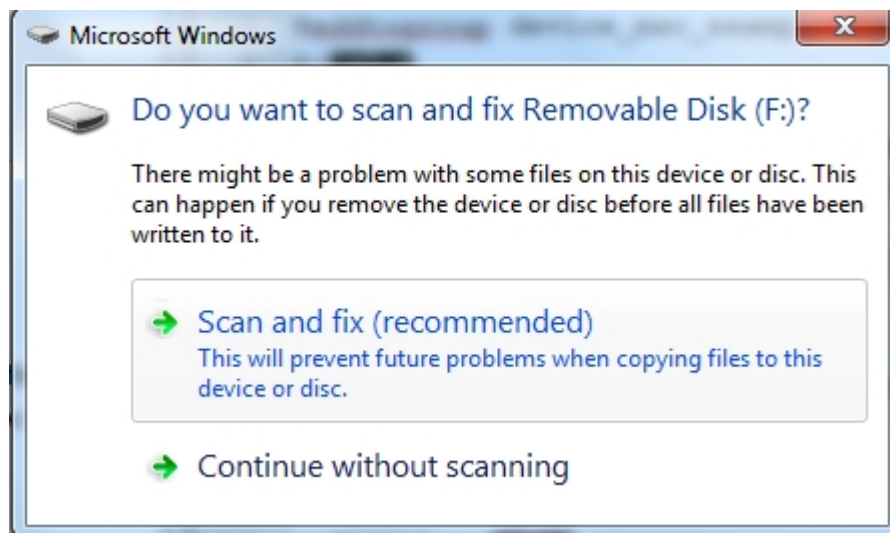 Microsoft Windows
Do you want to scan and fix Removable Disk (F:)?
There might be a problem with some files on this device or disc. This
can happen if you remove the device or disc before all files have been
written to it.
Scan and fix (recommended)
This will prevent future problems when copying files to this
device or disc.
Continue without scanning